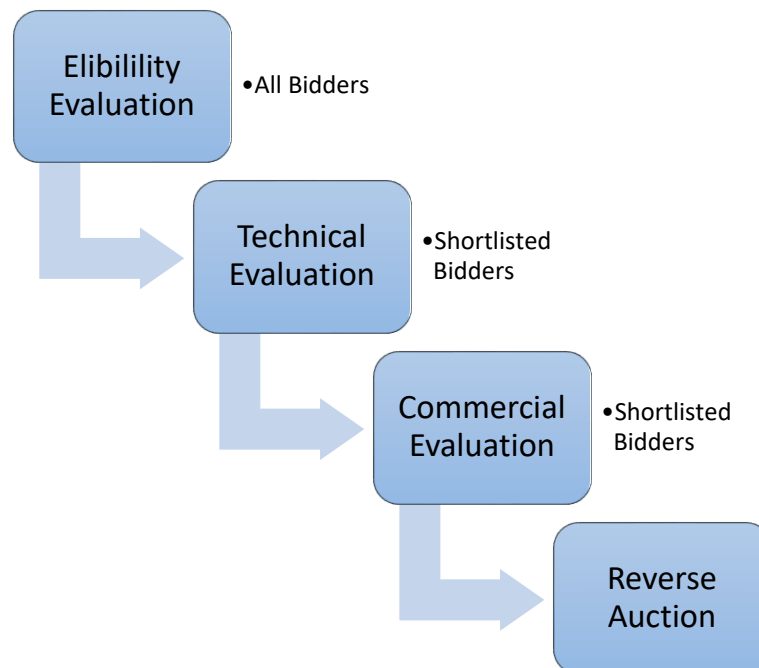 Elibilility
Evaluation
•All Bidders
Technical
Evaluation
•Shortlisted
Bidders
Commercial
Evaluation
•Shortlisted
Bidders
Reverse
Auction